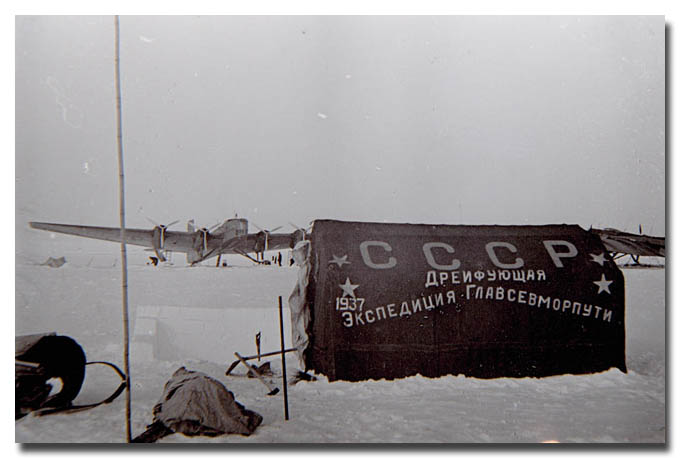 СССР
ДРЕЙФУЮЩАЯ
1937
ЭКСПЕДИЦИЯ ГЛАВСЕВМОРПУТИ